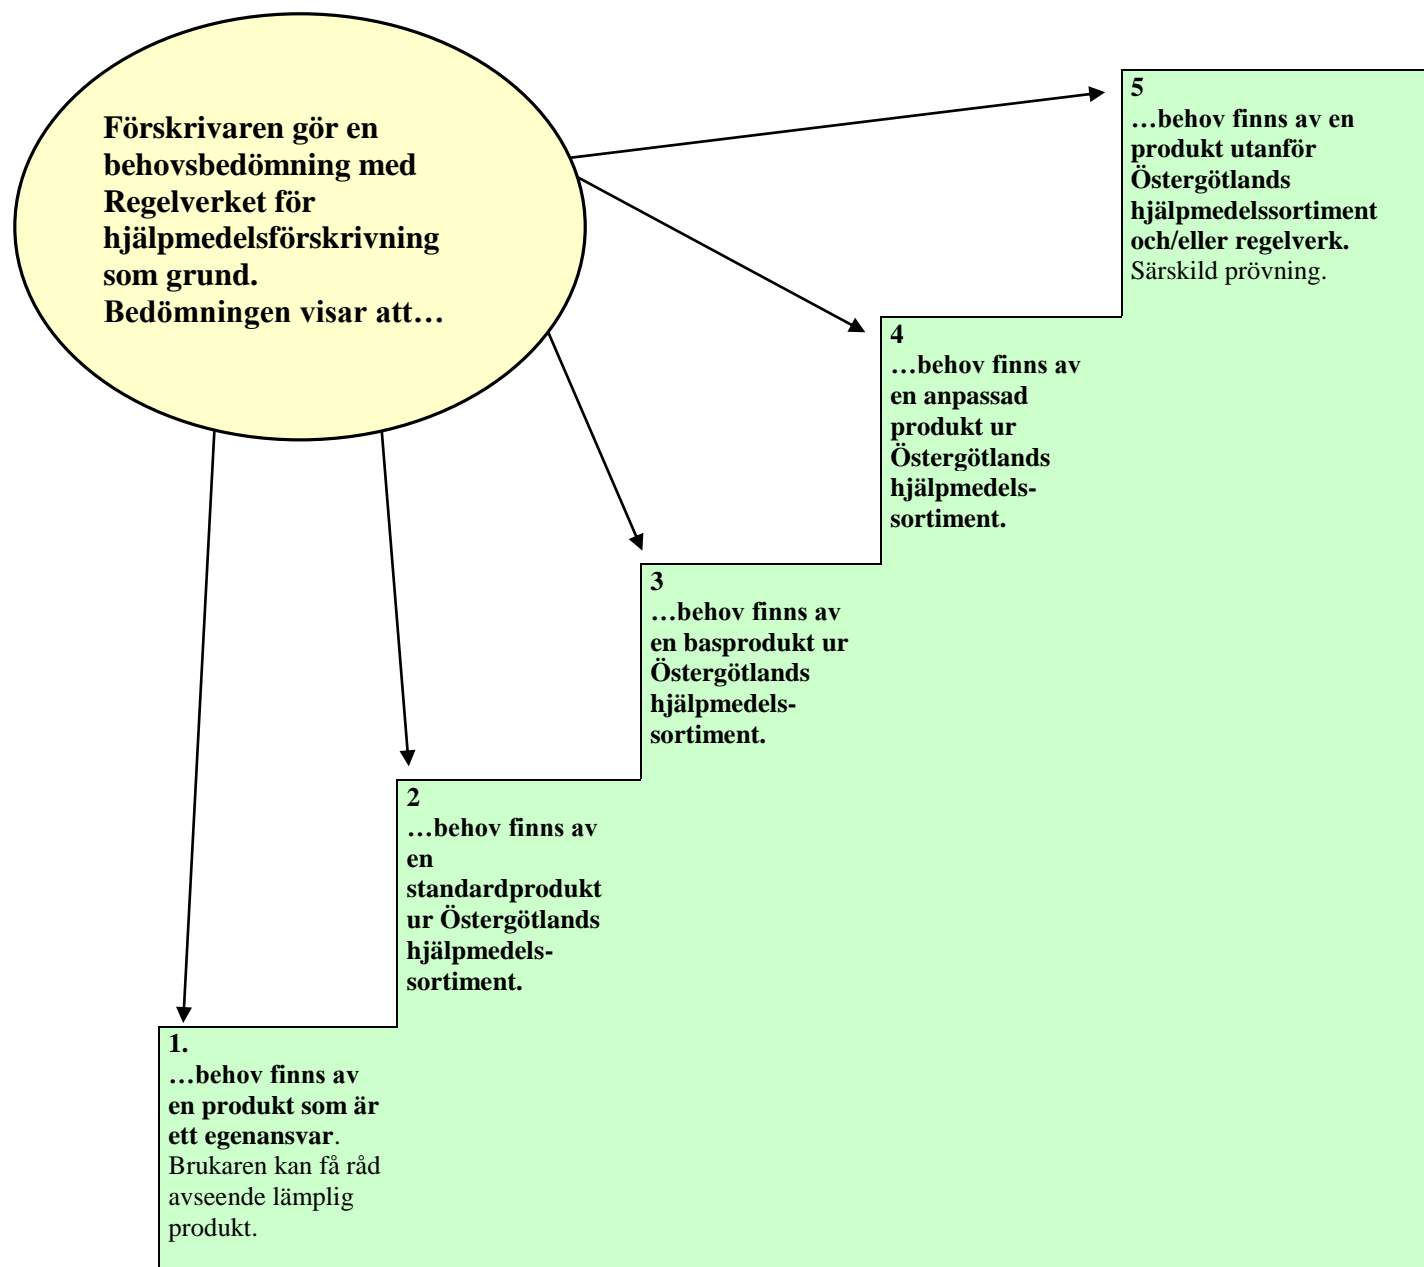 Förskrivaren gör en
behovsbedömning med
Regelverket för
hjälpmedelsförskrivning
som grund.
Bedömningen visar att…
5
…behov finns av en
produkt utanför
Östergötlands
hjälpmedelssortiment
och/eller regelverk.
Särskild prövning.
4
…behov finns av
en anpassad
produkt ur
Östergötlands
hjälpmedels-
sortiment.
3
…behov finns av
en basprodukt ur
Östergötlands
hjälpmedels-
sortiment.
2
…behov finns av
en
standardprodukt
ur Östergötlands
hjälpmedels-
sortiment.
1.
…behov finns av
en produkt som är
ett egenansvar.
Brukaren kan få råd
avseende lämplig
produkt.